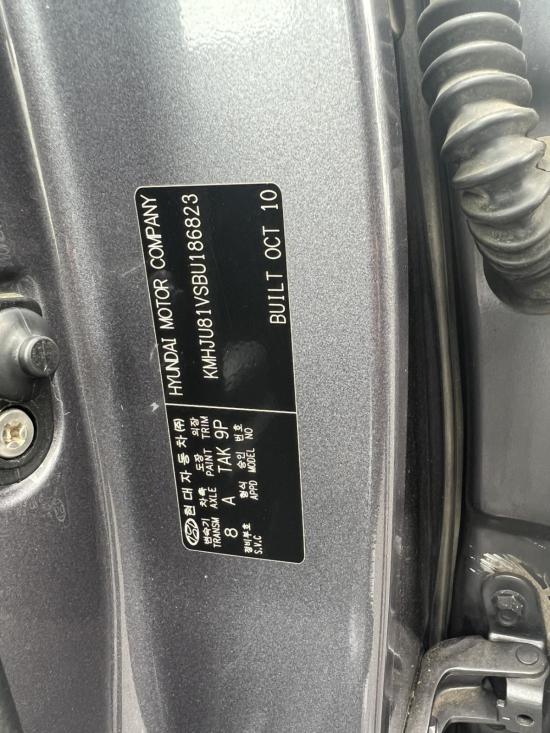 현대자동차(주) HYUNDAI MOTOR COMPANY
변속기 차축 도장 외장
TRANSM AXLE PAINT TRIM
KMHJU81VSBU186823
8 A TAK 9P
정비부호 형식 승인 번호
S.V.C APPD MODEL NO
BUILT OCT 10